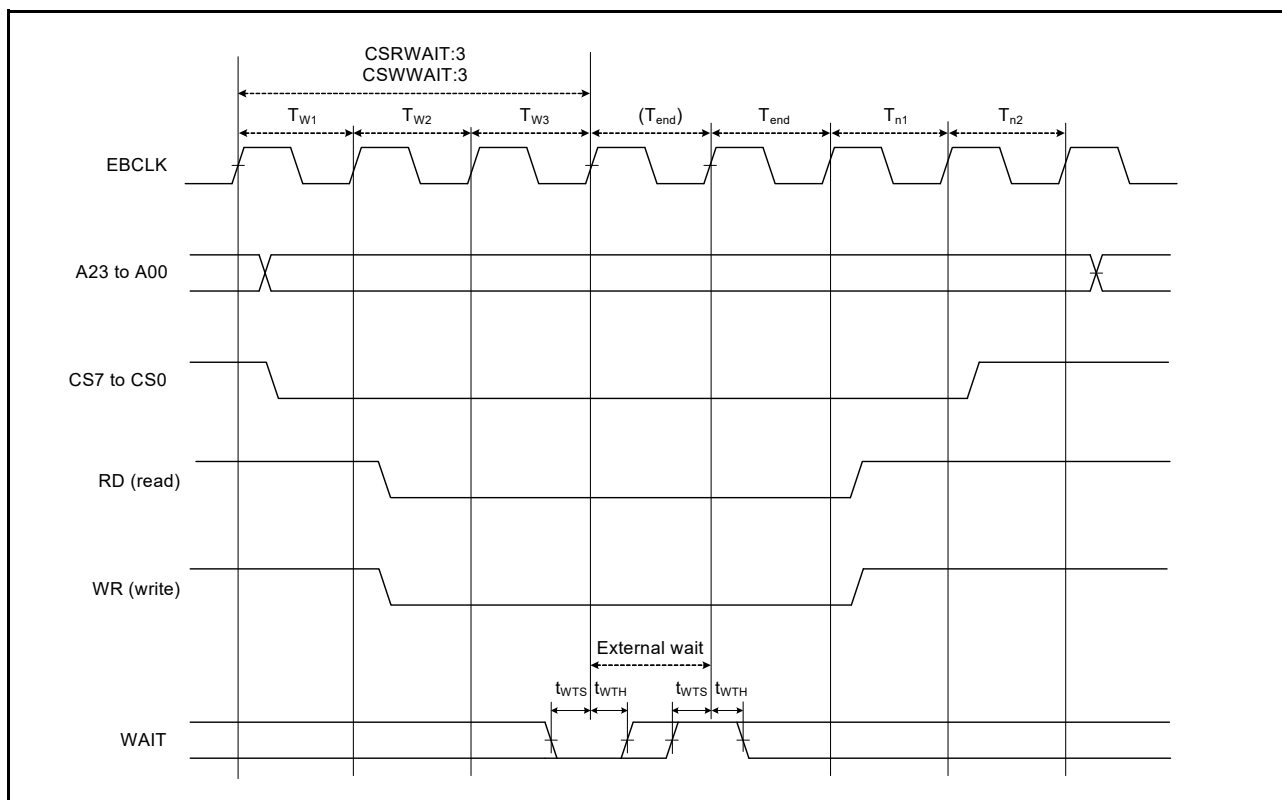 CSRWAIT:3
CSWWAIT:3
TW1 TW2 TW3 (Tend) Tend Tn1 Tn2
EBCLK
A23 to A00
CS7 to CS0
RD (read)
WR (write)
External wait
tWTS tWTH tWTS tWTH
WAIT